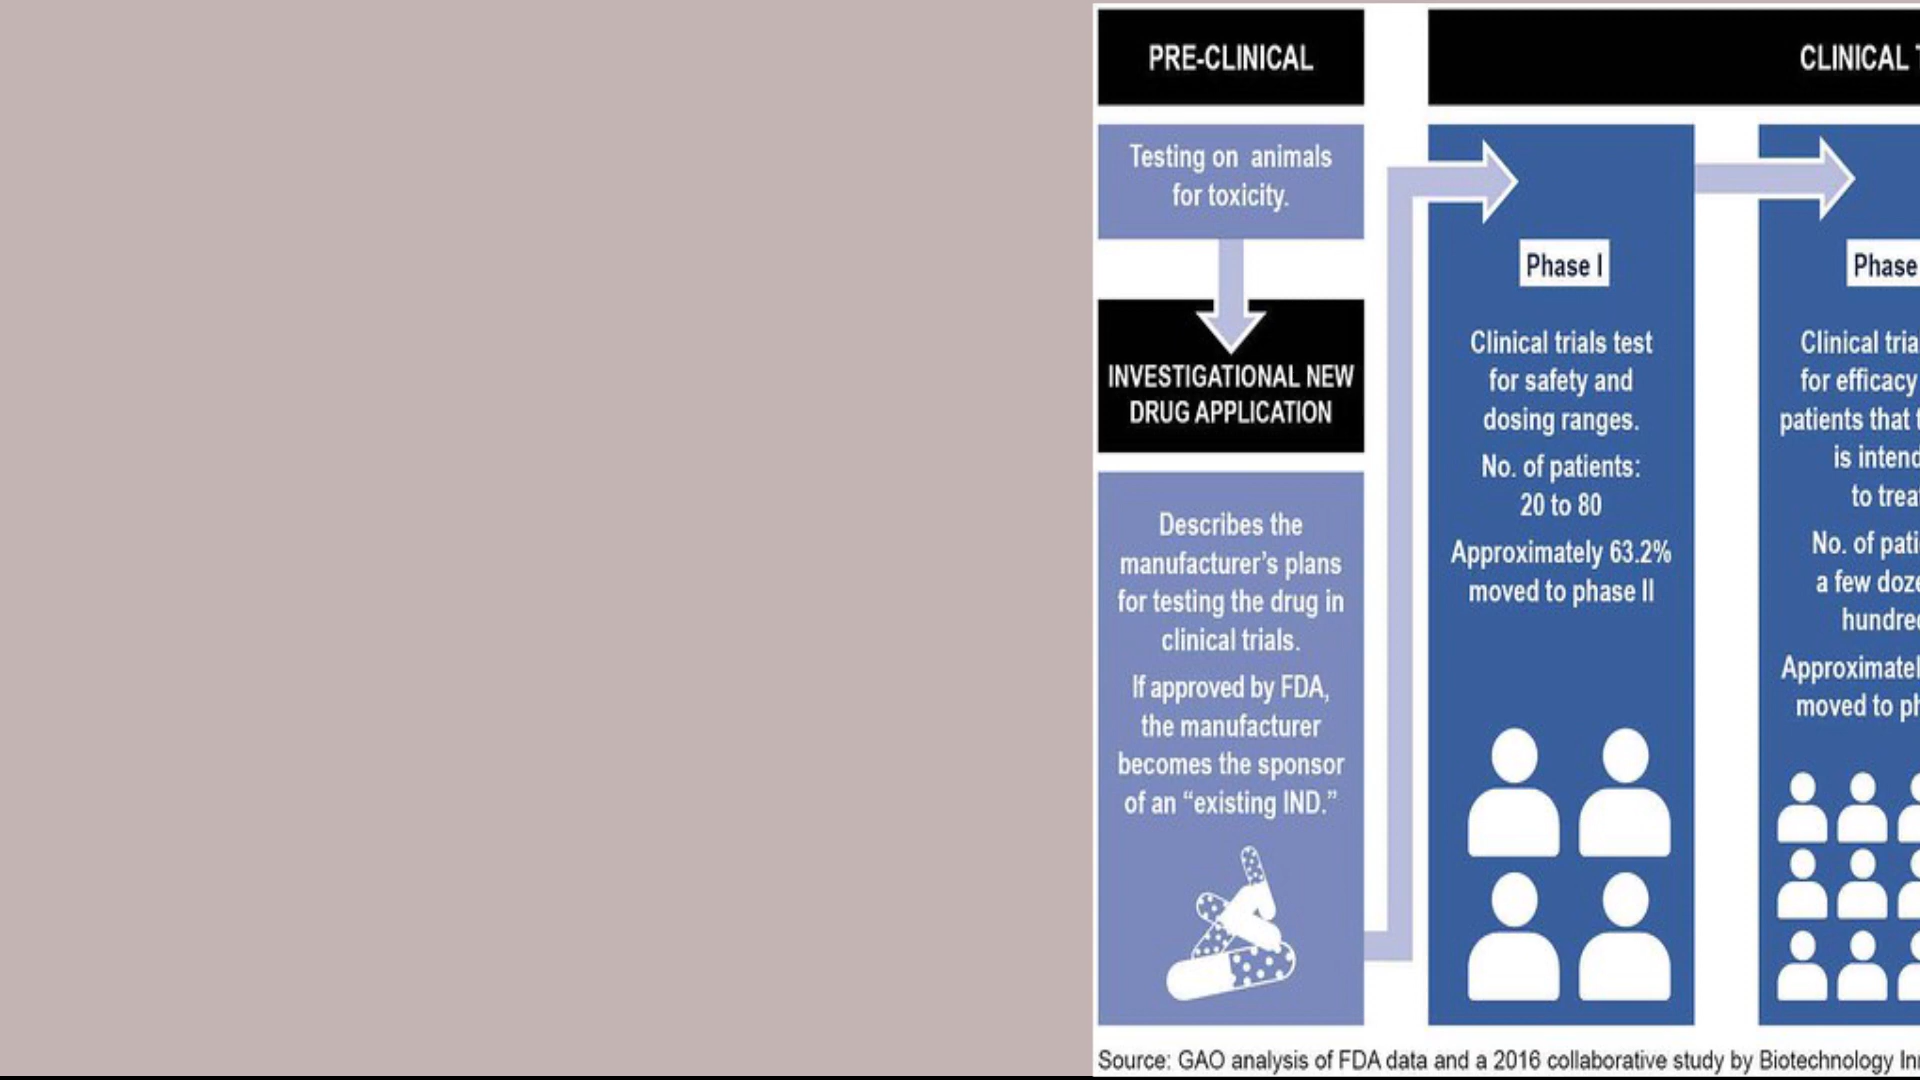 PRE-CLINICAL
Testing on animals
for toxicity.
INVESTIGATIONAL NEW
DRUG APPLICATION
Describes the
manufacturer’s plans
for testing the drug in
clinical trials.
If approved by FDA,
the manufacturer
becomes the sponsor
of an “existing IND.”
CLINICAL
Phase I
Clinical trials test
for safety and
dosing ranges.
No. of patients:
20 to 80
Approximately 63.2%
moved to phase II
Phase
Clinical
for efficacy
patients that
is
to
No. of
a few
moved to
Source: GAO analysis of FDA data and a 2016 collaborative study by Biotechnology